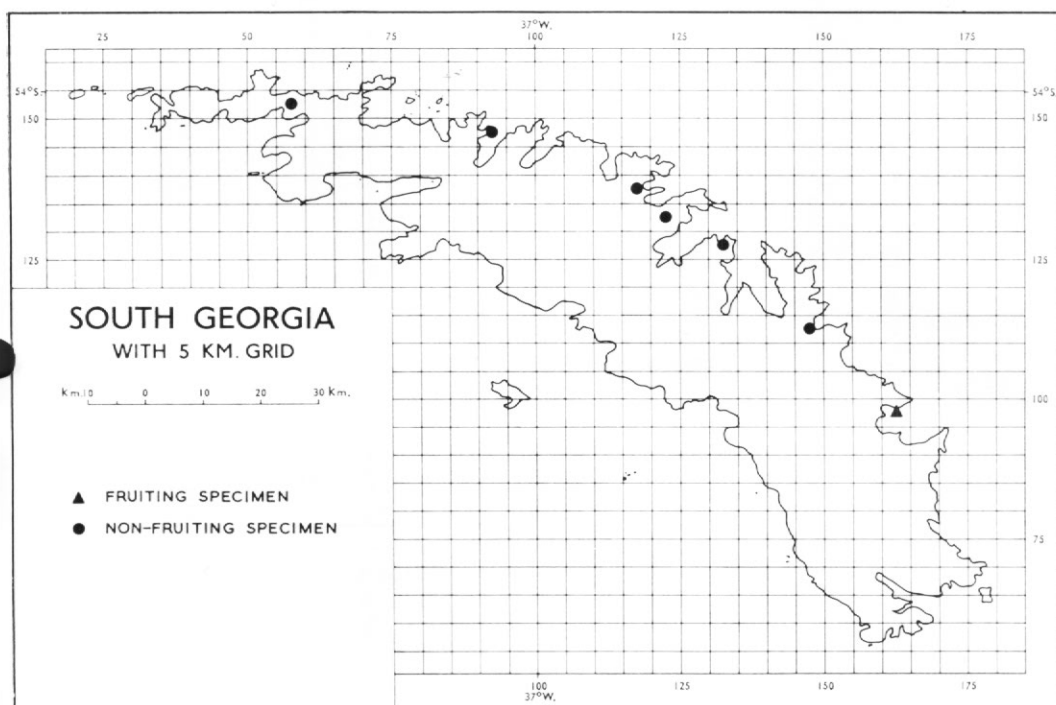 37°W.
25 50 75 100 125 150 175
54°S 54°S
150 150
125 125
SOUTH GEORGIA
WITH 5 KM. GRID
km.10 0 10 20 30 km.
100
▲ FRUITING SPECIMEN
● NON-FRUITING SPECIMEN
75
100 125 150 175
37°W.